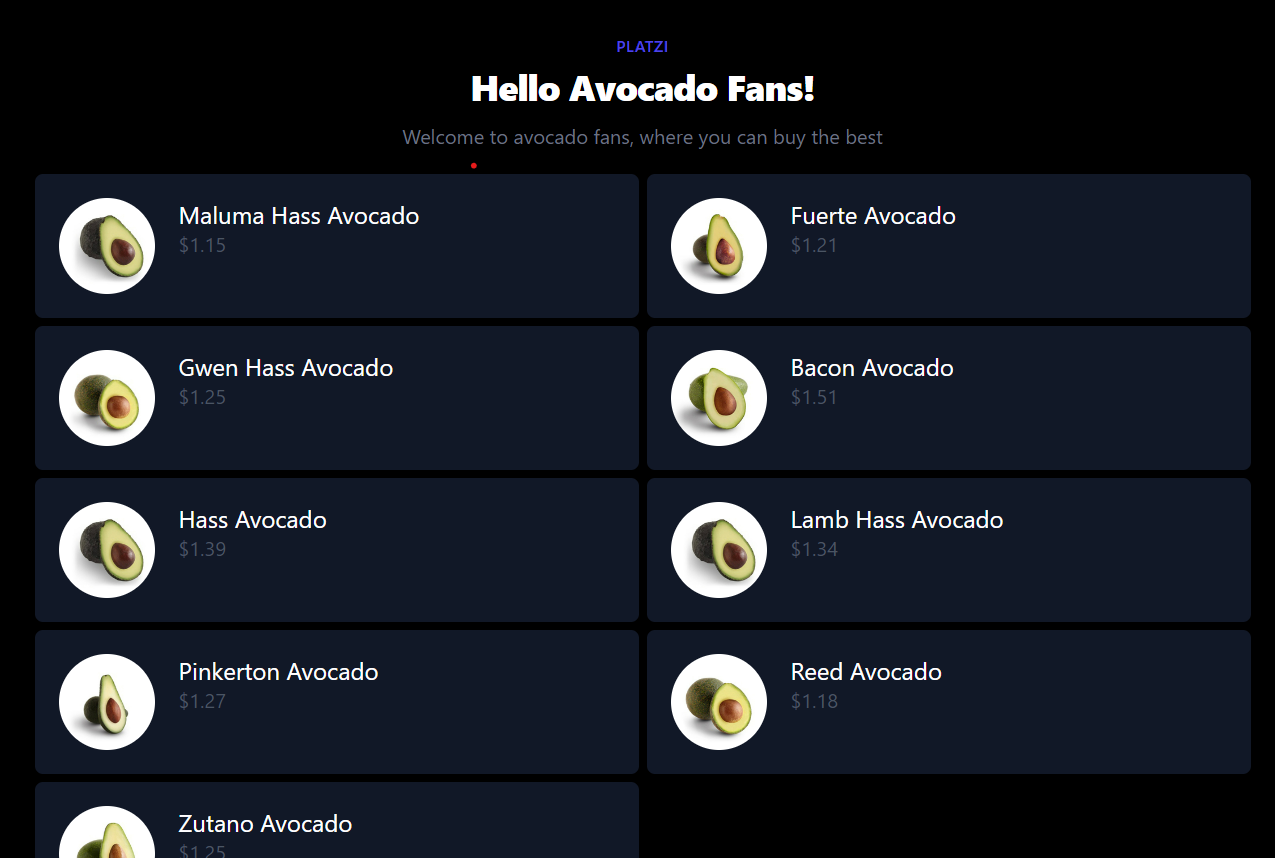 PLATZI
Hello Avocado Fans!
Welcome to avocado fans, where you can buy the best
Maluma Hass Avocado
$1.15
Fuerte Avocado
$1.21
Gwen Hass Avocado
$1.25
Bacon Avocado
$1.51
Hass Avocado
$1.39
Lamb Hass Avocado
$1.34
Pinkerton Avocado
$1.27
Reed Avocado
$1.18
Zutano Avocado
$1.25